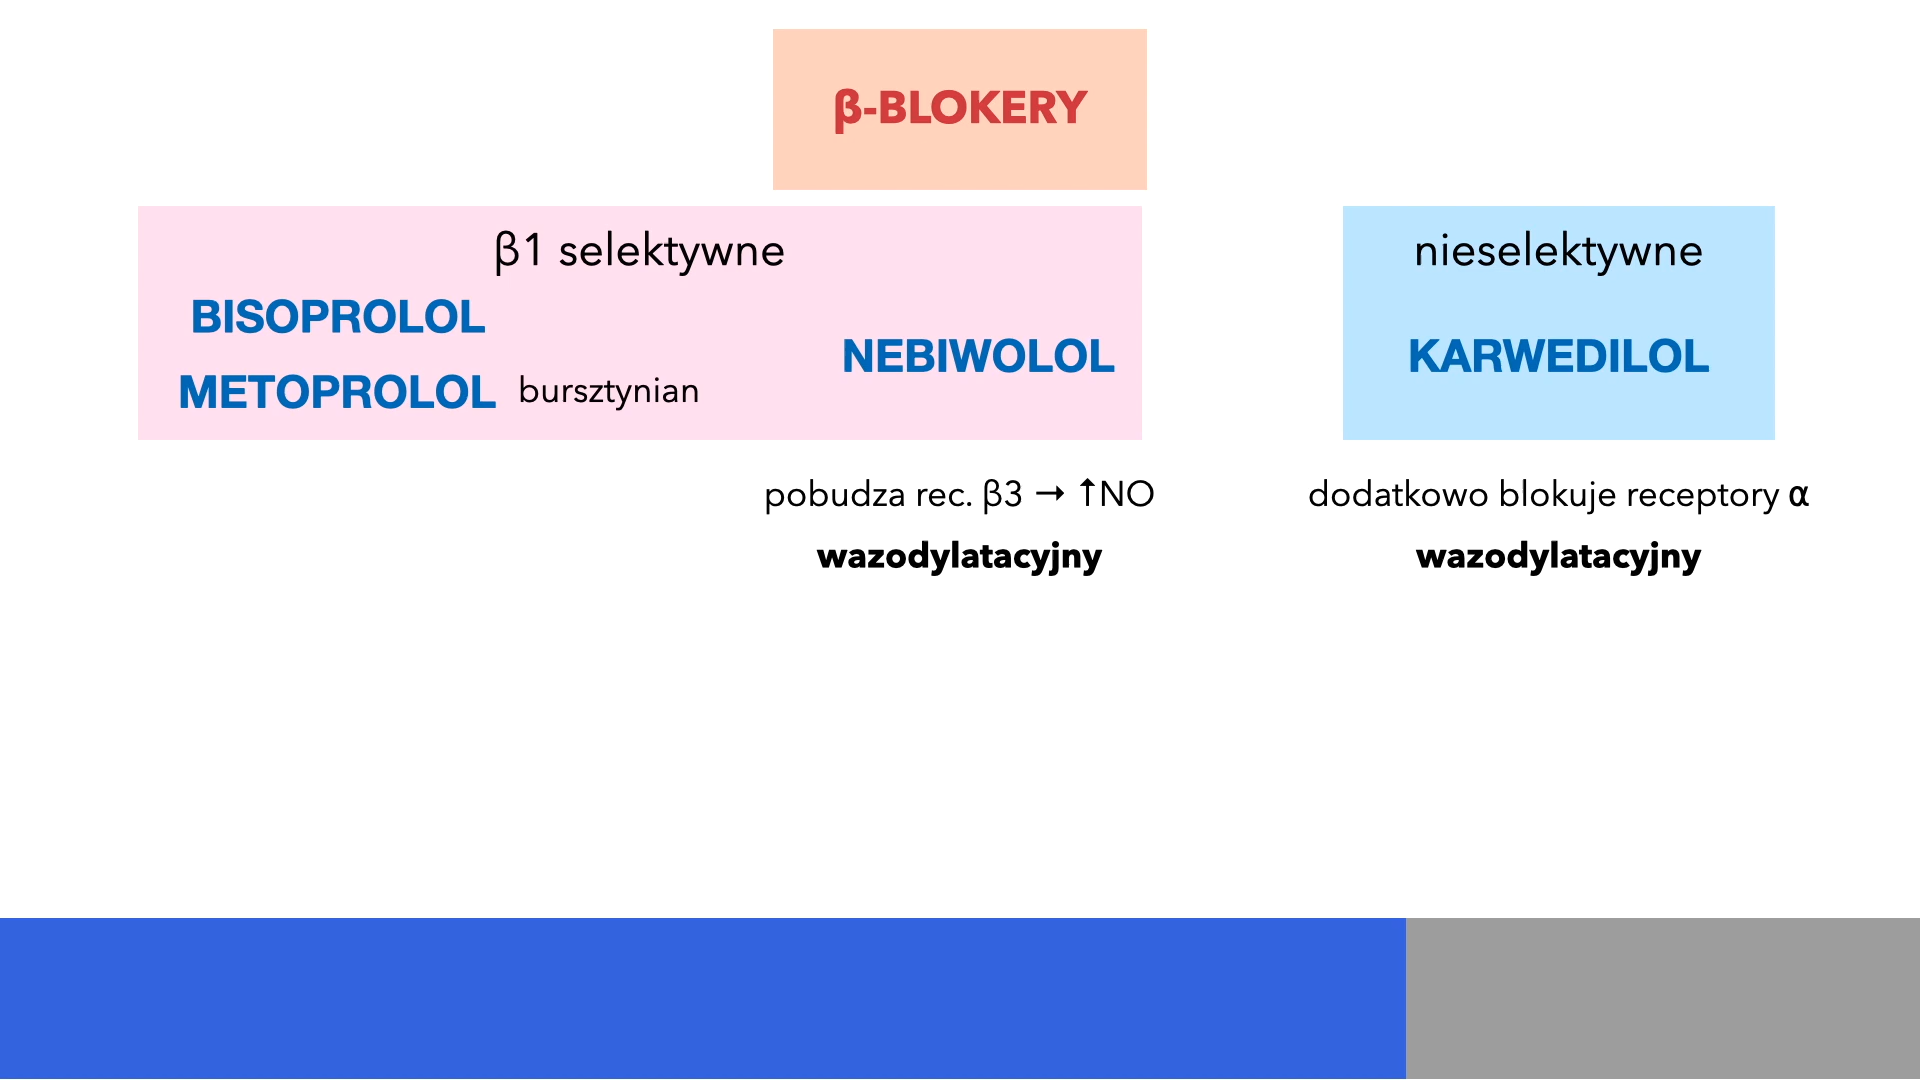 β-BLOKERY
β1 selektywne
BISOPROLOL
METOPROLOL bursztynian
NEBIWOLOL
pobudza rec. β3 → ↑NO
wazodylatacyjny
nieselektywne
KARWEDILOL
dodatkowo blokuje receptory α
wazodylatacyjny